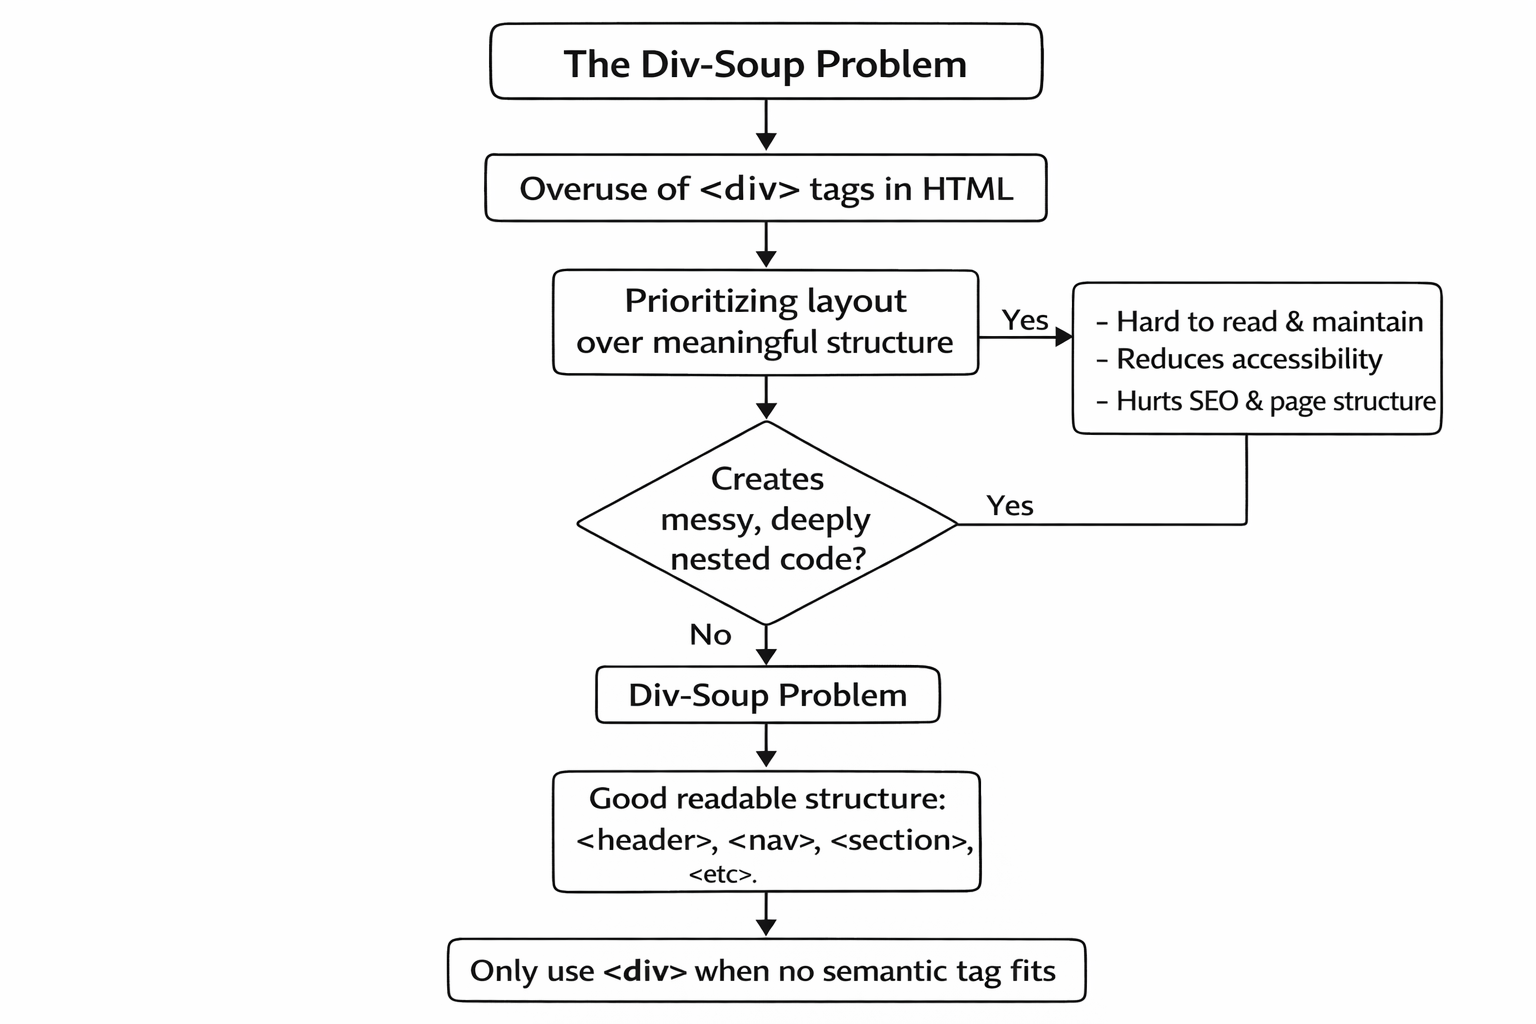 The Div-Soup Problem
Overuse of <div> tags in HTML
Prioritizing layout
over meaningful structure
Yes
- Hard to read & maintain
- Reduces accessibility
- Hurts SEO & page structure
Creates
messy, deeply
nested code?
Yes
No
Div-Soup Problem
Good readable structure:
<header>, <nav>, <section>,
<etc>.
Only use <div> when no semantic tag fits